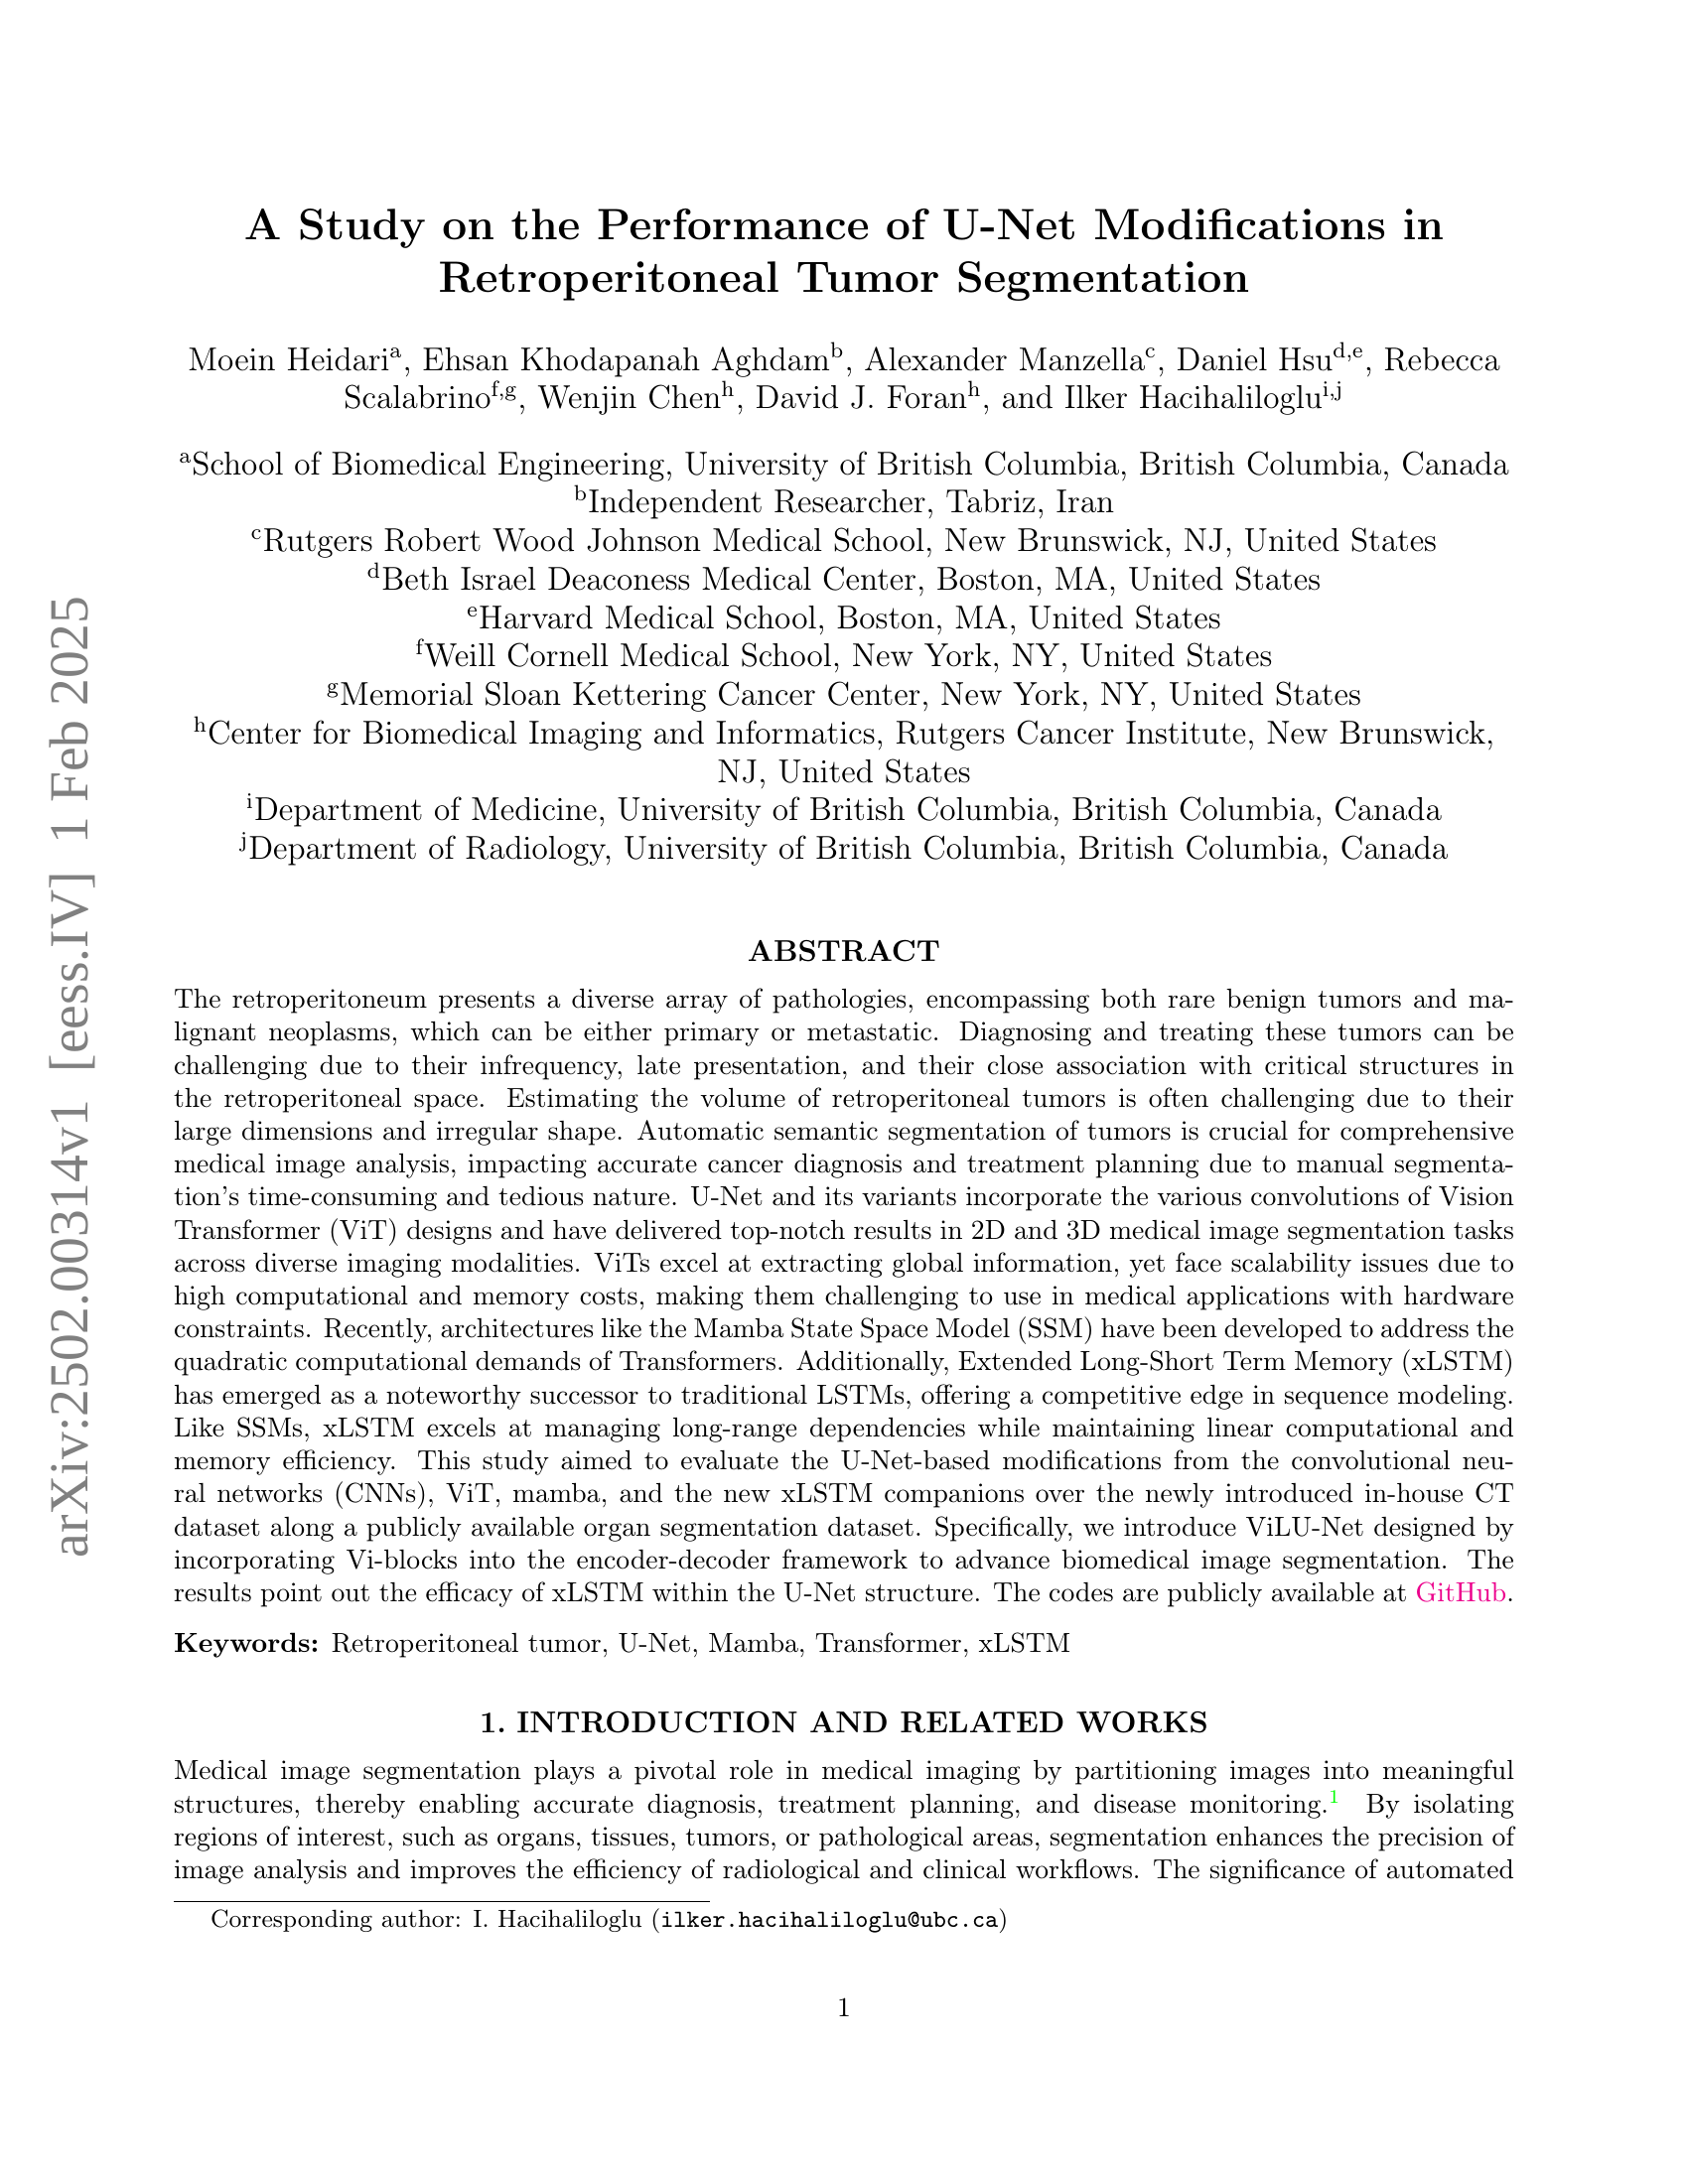 A Study on the Performance of U-Net Modifications in
Retroperitoneal Tumor Segmentation
Moein Heidariᵃ, Ehsan Khodapanah Aghdamᵇ, Alexander Manzellaᶜ, Daniel Hsuᵈ,ᵉ, Rebecca
Scalabrinoᶠ,ᵍ, Wenjin Chenʰ, David J. Foranʰ, and Ilker Hacihalilogluⁱ,ʲ
ᵃSchool of Biomedical Engineering, University of British Columbia, British Columbia, Canada
ᵇIndependent Researcher, Tabriz, Iran
ᶜRutgers Robert Wood Johnson Medical School, New Brunswick, NJ, United States
ᵈBeth Israel Deaconess Medical Center, Boston, MA, United States
ᵉHarvard Medical School, Boston, MA, United States
ᶠWeill Cornell Medical School, New York, NY, United States
ᵍMemorial Sloan Kettering Cancer Center, New York, NY, United States
ʰCenter for Biomedical Imaging and Informatics, Rutgers Cancer Institute, New Brunswick,
NJ, United States
ⁱDepartment of Medicine, University of British Columbia, British Columbia, Canada
ʲDepartment of Radiology, University of British Columbia, British Columbia, Canada
arXiv:2502.00314v1 [eess.IV] 1 Feb 2025
ABSTRACT
The retroperitoneum presents a diverse array of pathologies, encompassing both rare benign tumors and ma-
lignant neoplasms, which can be either primary or metastatic. Diagnosing and treating these tumors can be
challenging due to their infrequency, late presentation, and their close association with critical structures in
the retroperitoneal space. Estimating the volume of retroperitoneal tumors is often challenging due to their
large dimensions and irregular shape. Automatic semantic segmentation of tumors is crucial for comprehensive
medical image analysis, impacting accurate cancer diagnosis and treatment planning due to manual segmenta-
tion's time-consuming and tedious nature. U-Net and its variants incorporate the various convolutions of Vision
Transformer (ViT) designs and have delivered top-notch results in 2D and 3D medical image segmentation tasks
across diverse imaging modalities. ViTs excel at extracting global information, yet face scalability issues due to
high computational and memory costs, making them challenging to use in medical applications with hardware
constraints. Recently, architectures like the Mamba State Space Model (SSM) have been developed to address the
quadratic computational demands of Transformers. Additionally, Extended Long-Short Term Memory (xLSTM)
has emerged as a noteworthy successor to traditional LSTMs, offering a competitive edge in sequence modeling.
Like SSMs, xLSTM excels at managing long-range dependencies while maintaining linear computational and
memory efficiency. This study aimed to evaluate the U-Net-based modifications from the convolutional neu-
ral networks (CNNs), ViT, mamba, and the new xLSTM companions over the newly introduced in-house CT
dataset along a publicly available organ segmentation dataset. Specifically, we introduce ViLU-Net designed by
incorporating Vi-blocks into the encoder-decoder framework to advance biomedical image segmentation. The
results point out the efficacy of xLSTM within the U-Net structure. The codes are publicly available at GitHub.
Keywords: Retroperitoneal tumor, U-Net, Mamba, Transformer, xLSTM
1. INTRODUCTION AND RELATED WORKS
Medical image segmentation plays a pivotal role in medical imaging by partitioning images into meaningful
structures, thereby enabling accurate diagnosis, treatment planning, and disease monitoring.¹ By isolating
regions of interest, such as organs, tissues, tumors, or pathological areas, segmentation enhances the precision of
image analysis and improves the efficiency of radiological and clinical workflows. The significance of automated
Corresponding author: I. Hacihaliloglu (ilker.hacihaliloglu@ubc.ca)
1